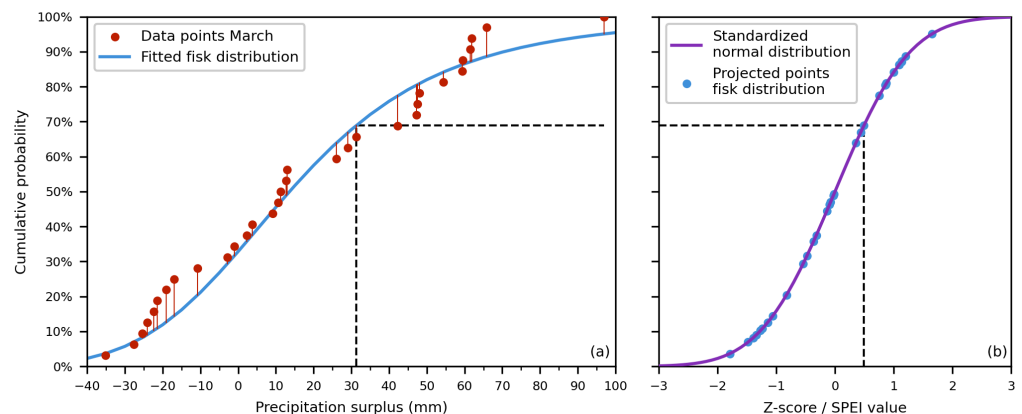 100%
90%
80%
70%
60%
50%
40%
30%
20%
10%
0%
Cumulative probability
Data points March
Fitted fisk distribution
(a)
−40 −30 −20 −10 0 10 20 30 40 50 60 70 80 90 100
Precipitation surplus (mm)
Standardized
normal distribution
Projected points
fisk distribution
(b)
−3 −2 −1 0 1 2 3
Z-score / SPEI value